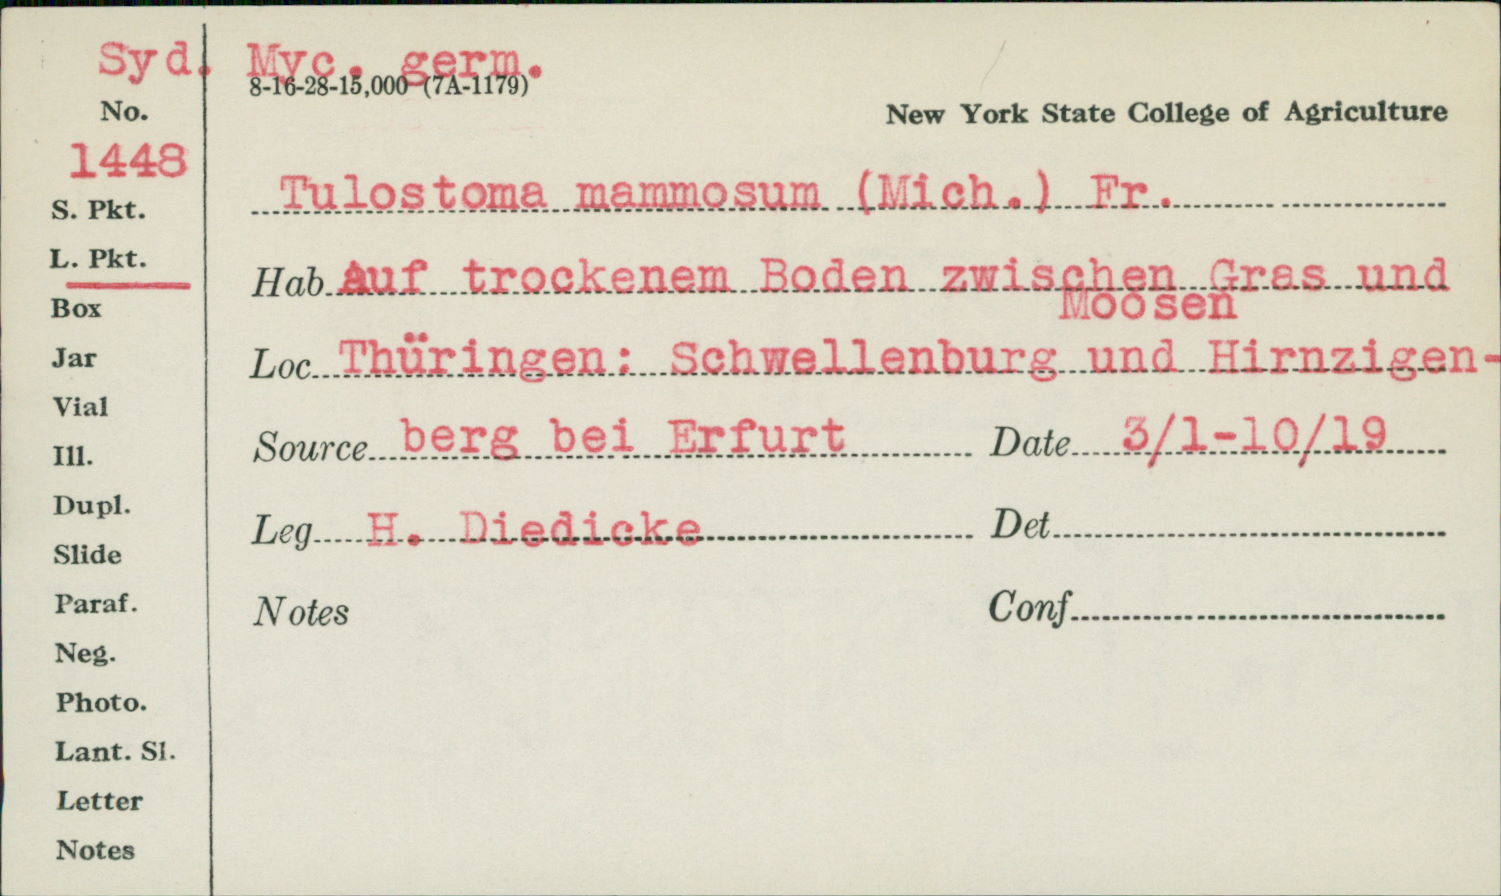 Syd. Myc. germ.
8-16-28-15,000 (7A-1179)
No.
New York State College of Agriculture
1448
Tulostoma mammosum (Mich.) Fr.
S. Pkt.
L. Pkt.
Hab. Auf trockenem Boden zwischen Gras und
Moosen
Box
Jar
Loc. Thüringen: Schwellenburg und Hirnzigen-
Vial
Source berg bei Erfurt Date 3/1-10/19
Ill.
Dupl.
Leg. H. Diedicke Det.
Slide
Paraf.
Notes Conf.
Neg.
Photo.
Lant. Sl.
Letter
Notes